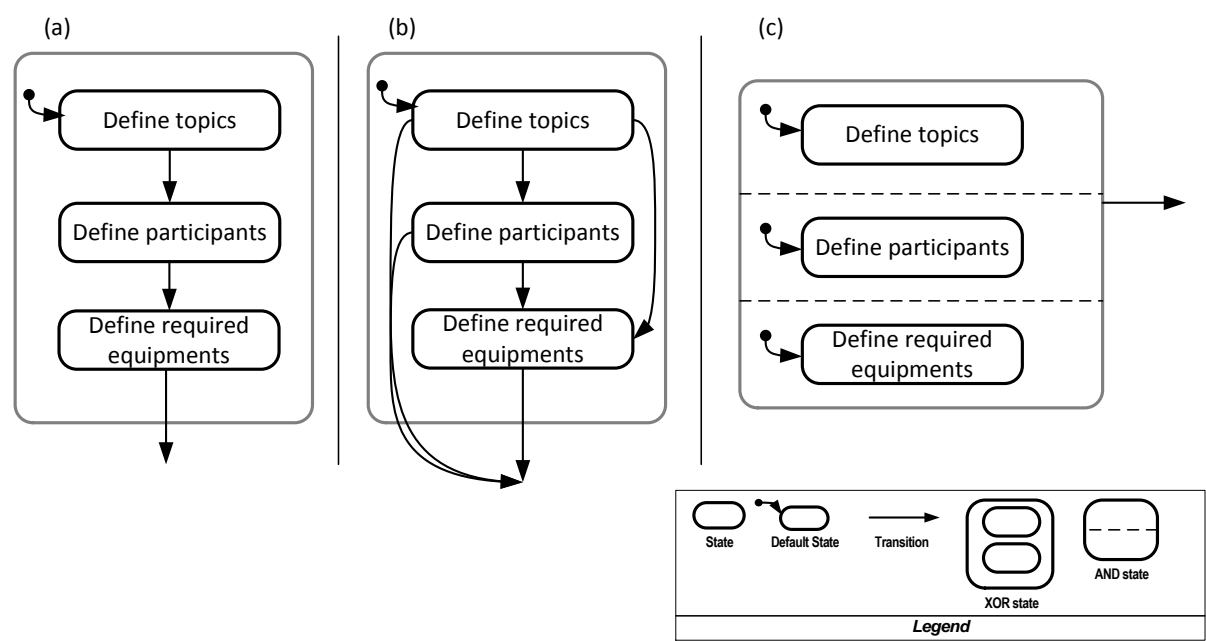 (a)
Define topics
Define participants
Define required
equipments
(b)
Define topics
Define participants
Define required
equipments
(c)
Define topics
Define participants
Define required
equipments
State
Default State
Transition
XOR state
AND state
Legend